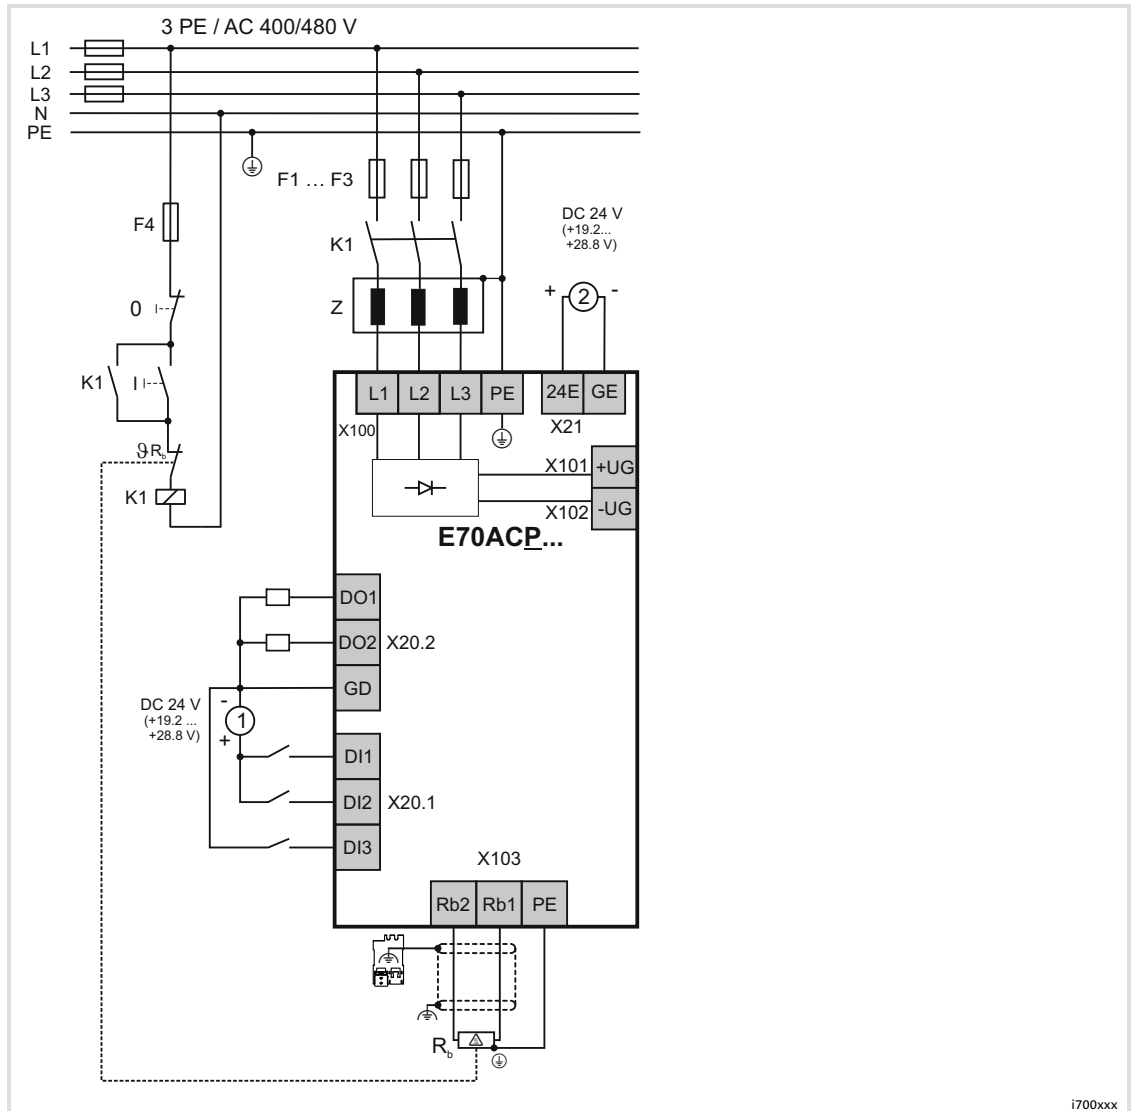 3 PE / AC 400/480 V
L1
L2
L3
N
PE
F1 ... F3
F4
DC 24 V
(+19.2...
+28.8 V)
K1
0
Z
+ 2 -
K1
I
L1 L2 L3 PE
24E GE
X100
X21
ϑRb
X101 +UG
K1
X102 -UG
E70ACP...
DO1
DO2 X20.2
GD
DC 24 V
(+19.2 ...
+28.8 V)
-
1
+
DI1
DI2 X20.1
DI3
X103
Rb2 Rb1 PE
Rb
i700xxx